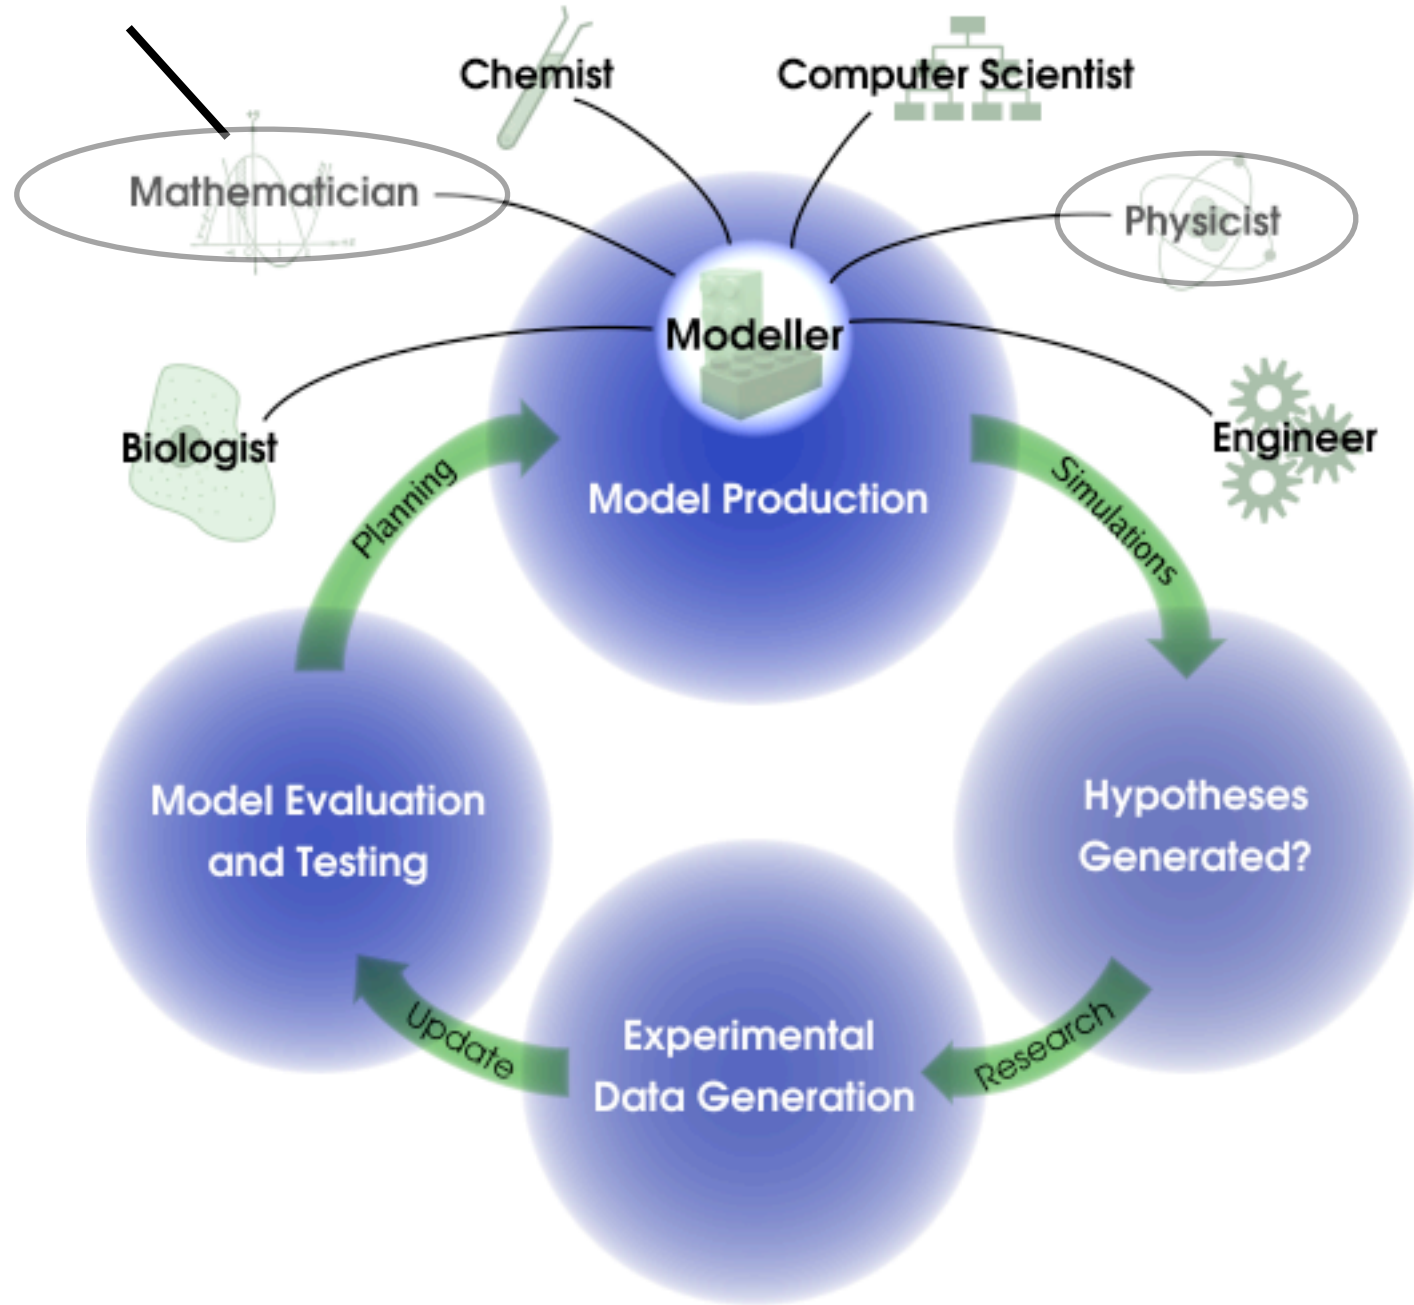 Chemist
Computer Scientist
Mathematician
Physicist
Modeller
Biologist
Engineer
Planning
Model Production
Simulations
Model Evaluation
and Testing
Hypotheses
Generated?
Update
Experimental
Data Generation
Research